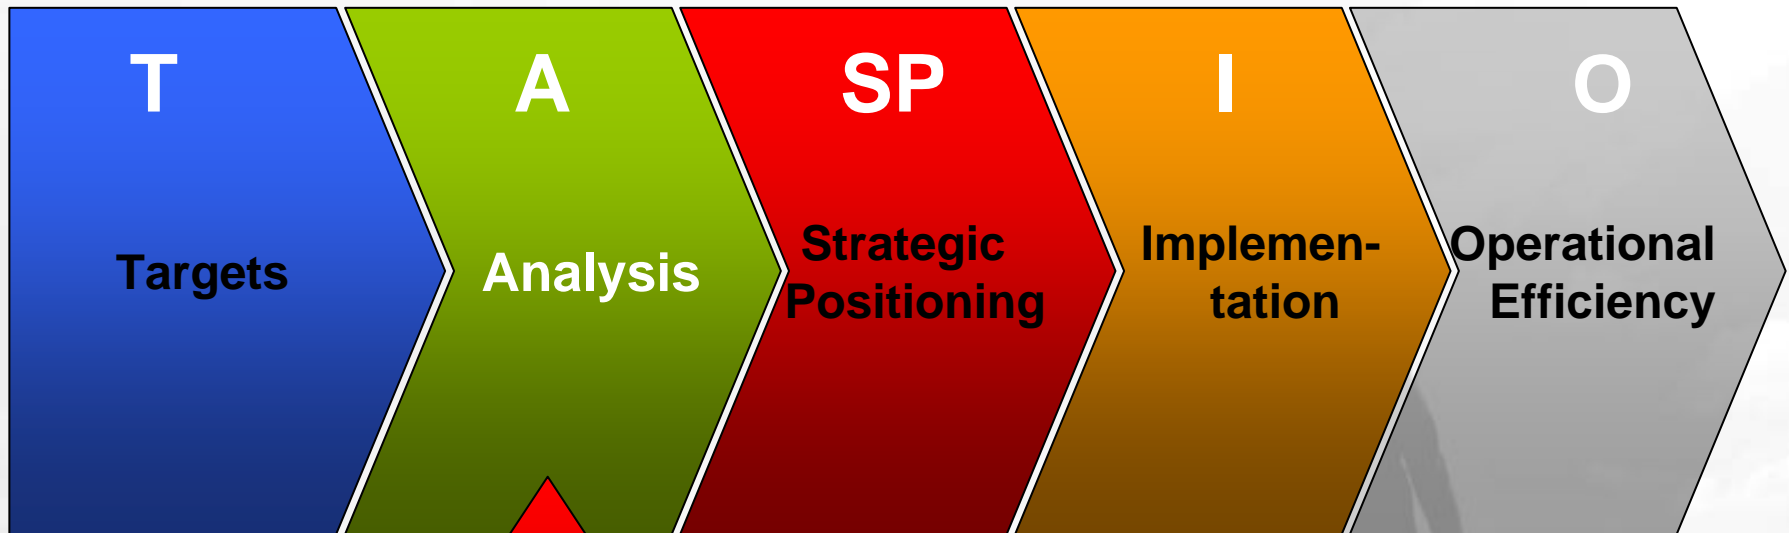 T
Targets
A
Analysis
SP
Strategic
Positioning
I
Implemen-
tation
O
Operational
Efficiency